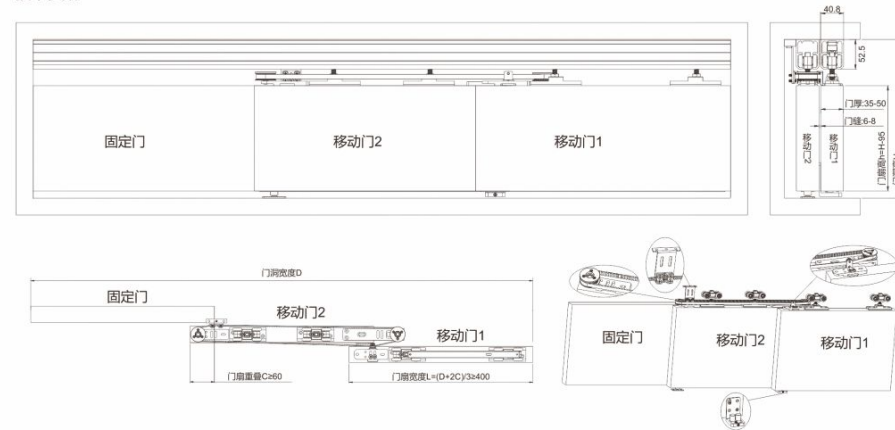 40.8
52.5
固定门
移动门2
移动门1
门厚:35-50
门缝:6-8
移动门2
移动门1
门扇高h=H-95
门洞宽度D
固定门
移动门2
移动门1
门扇重叠C≥60
门扇宽度L=(D+2C)/3≥400
固定门
移动门2
移动门1